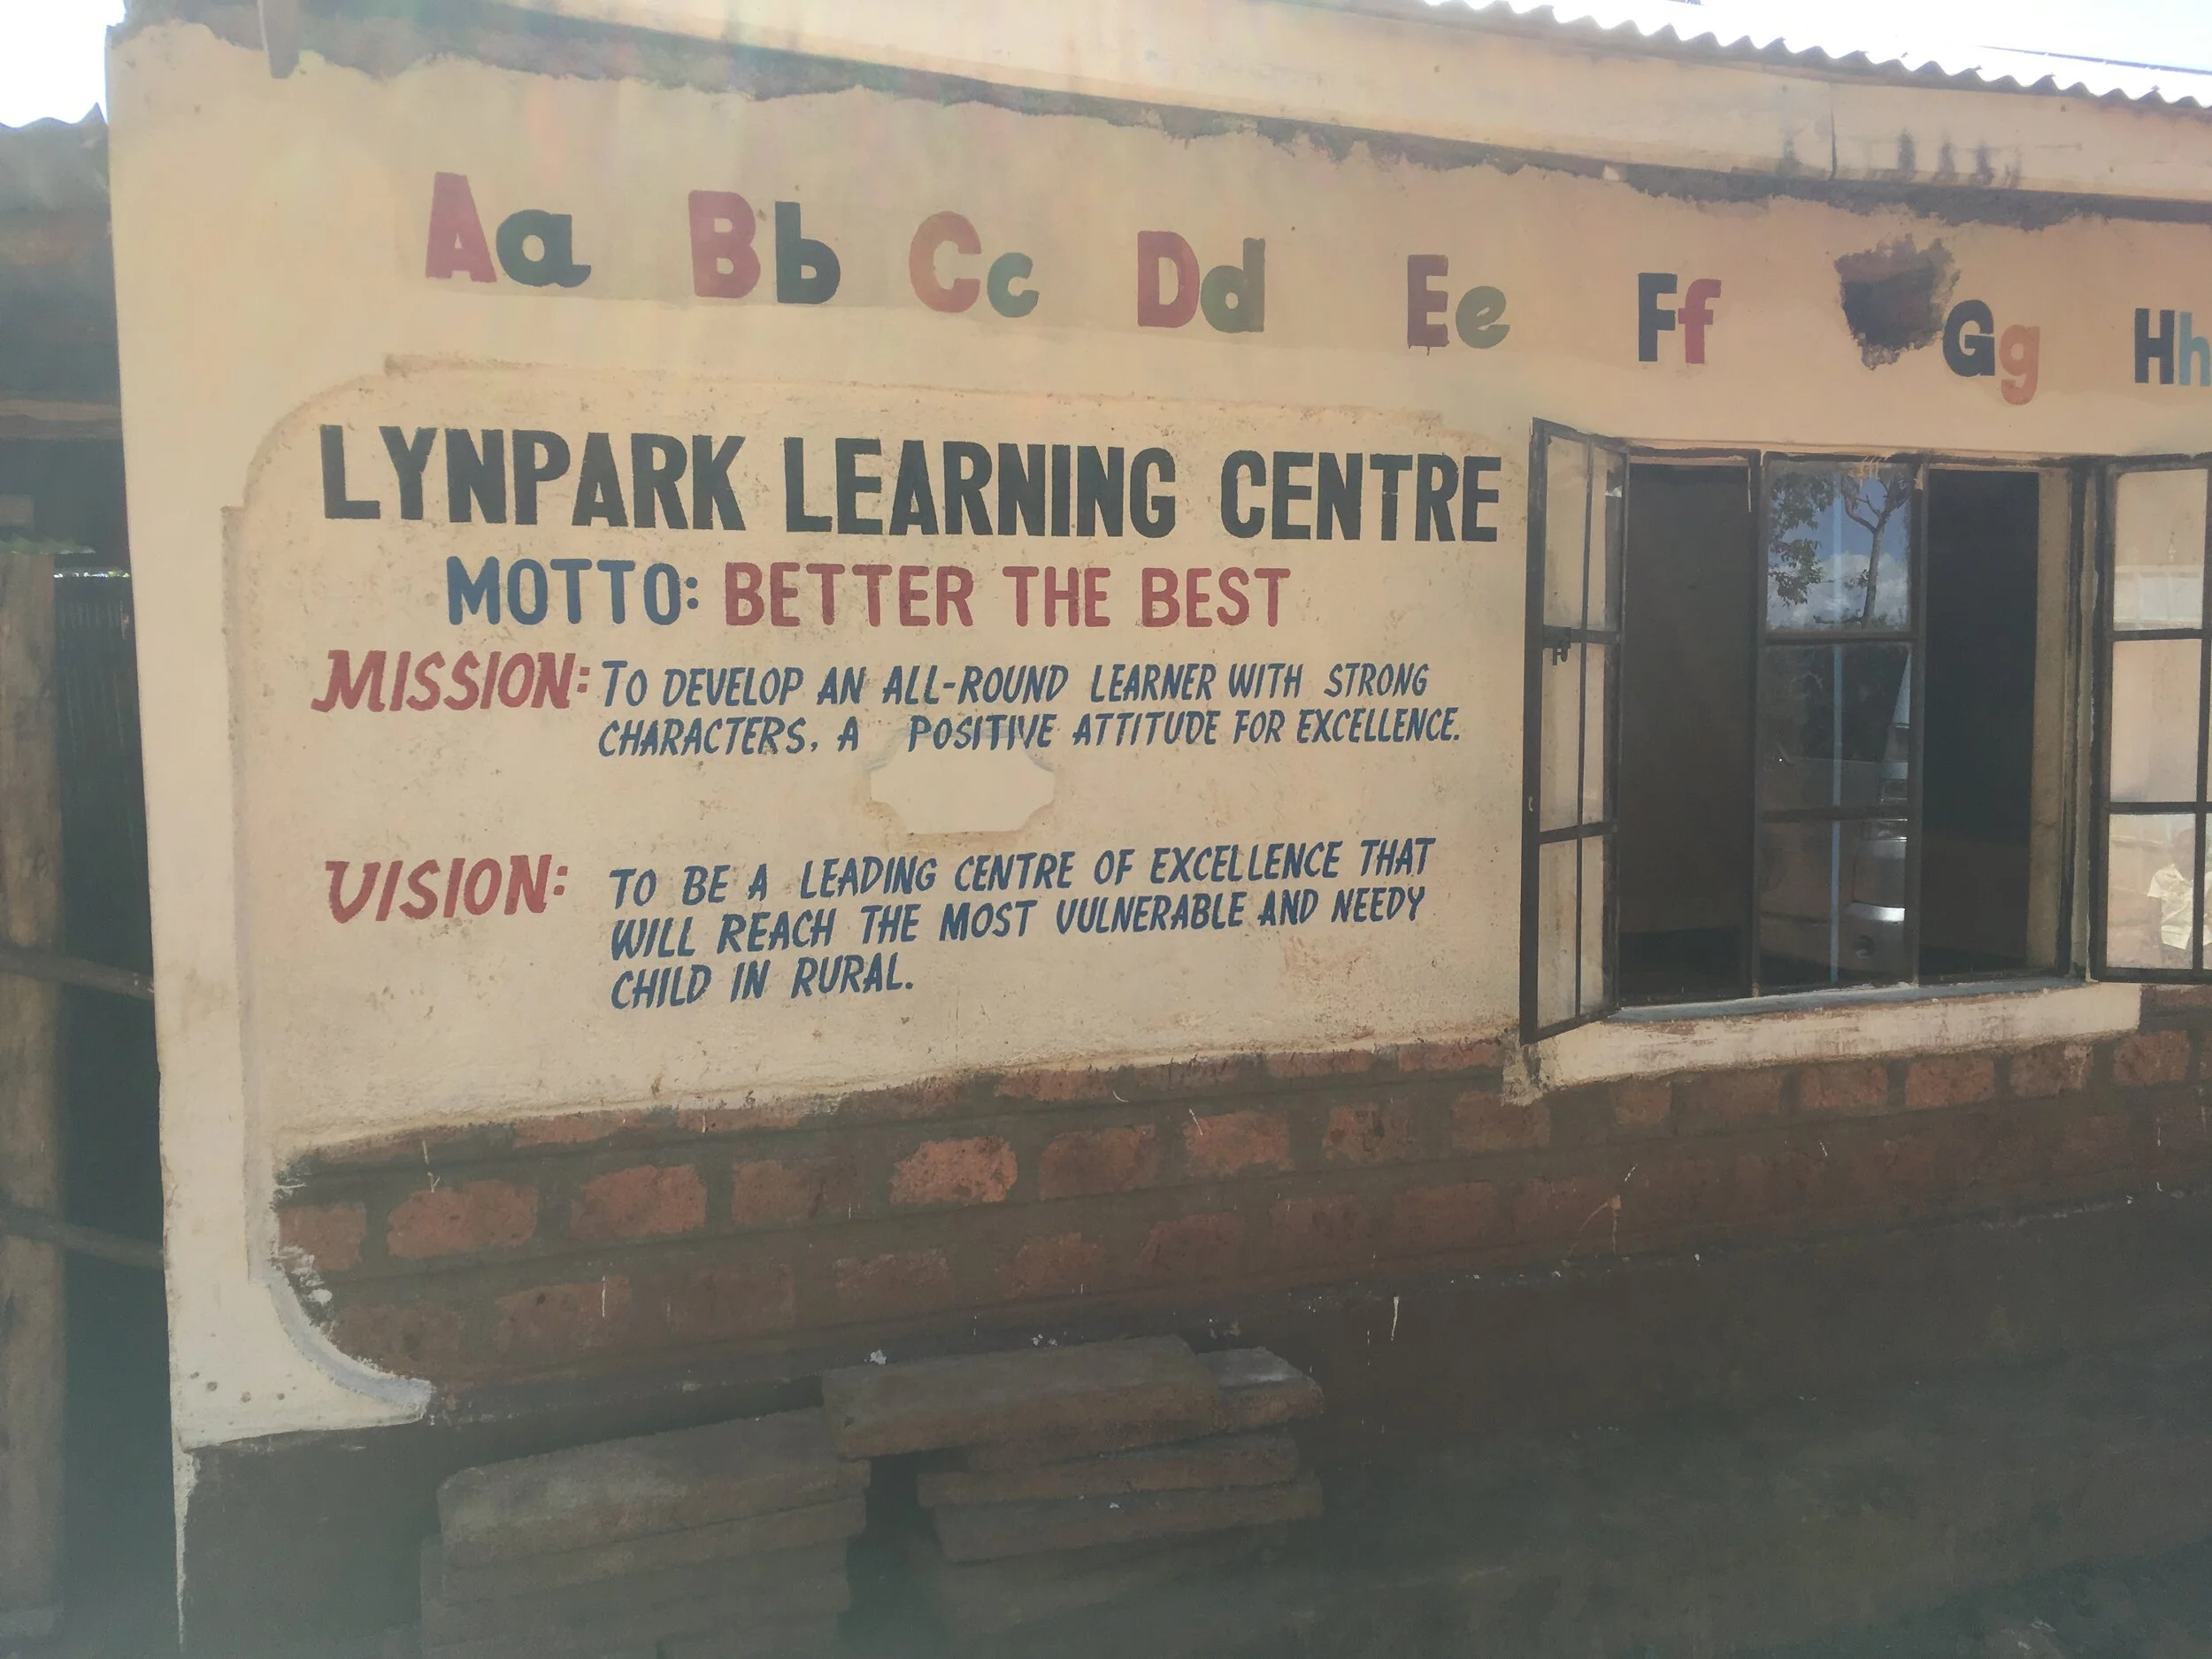 Aa Bb Cc Dd Ee Ff Gg Hh
LYNPARK LEARNING CENTRE
MOTTO: BETTER THE BEST
MISSION: TO DEVELOP AN ALL-ROUND LEARNER WITH STRONG
CHARACTERS, A POSITIVE ATTITUDE FOR EXCELLENCE.
VISION: TO BE A LEADING CENTRE OF EXCELLENCE THAT
WILL REACH THE MOST VULNERABLE AND NEEDY
CHILD IN RURAL.